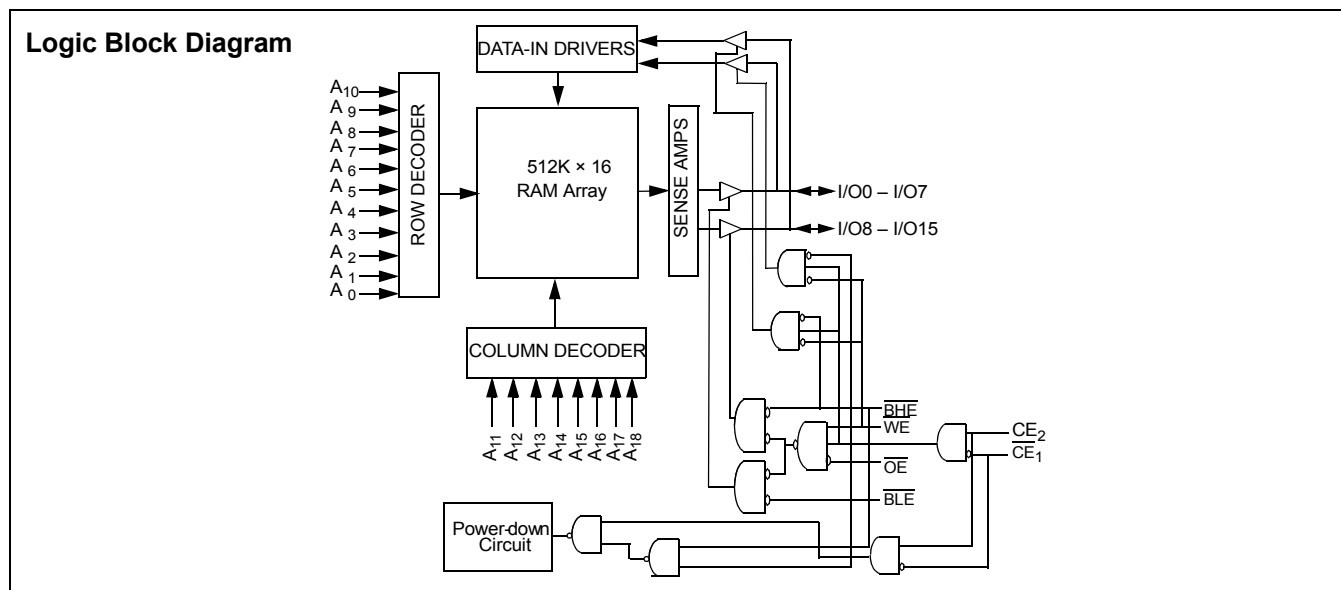 Logic Block Diagram
DATA-IN DRIVERS
A10
A9
A8
A7
A6
A5
A4
A3
A2
A1
A0
ROW DECODER
512K × 16
RAM Array
SENSE AMPS
I/O0 – I/O7
I/O8 – I/O15
COLUMN DECODER
A11
A12
A13
A14
A15
A16
A17
A18
BHE
WE
CE2
CE1
OE
BLE
Power-down
Circuit